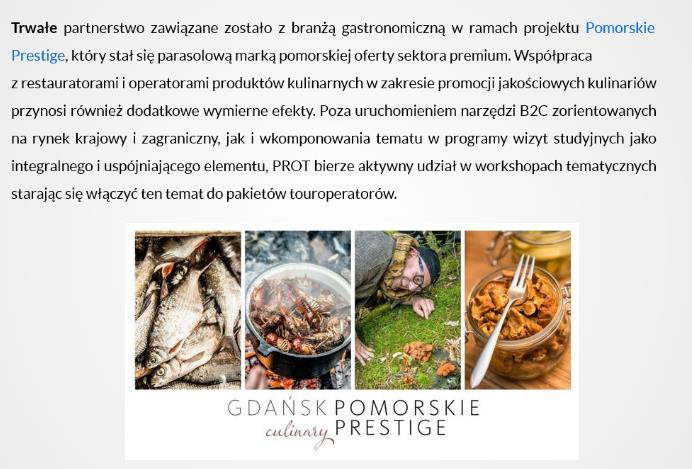 Trwałe partnerstwo zawiązane zostało z branżą gastronomiczną w ramach projektu Pomorskie
Prestige, który stał się parasolową marką pomorskiej oferty sektora premium. Współpraca
z restauratorami i operatorami produktów kulinarnych w zakresie promocji jakościowych kulinariów
przynosi również dodatkowe wymierne efekty. Poza uruchomieniem narzędzi B2C zorientowanych
na rynek krajowy i zagraniczny, jak i wkomponowania tematu w programy wizyt studyjnych jako
integralnego i uspójniającego elementu, PROT bierze aktywny udział w workshopach tematycznych
starając się włączyć ten temat do pakietów touroperatorów.
GDAŃSK POMORSKIE
culinary PRESTIGE